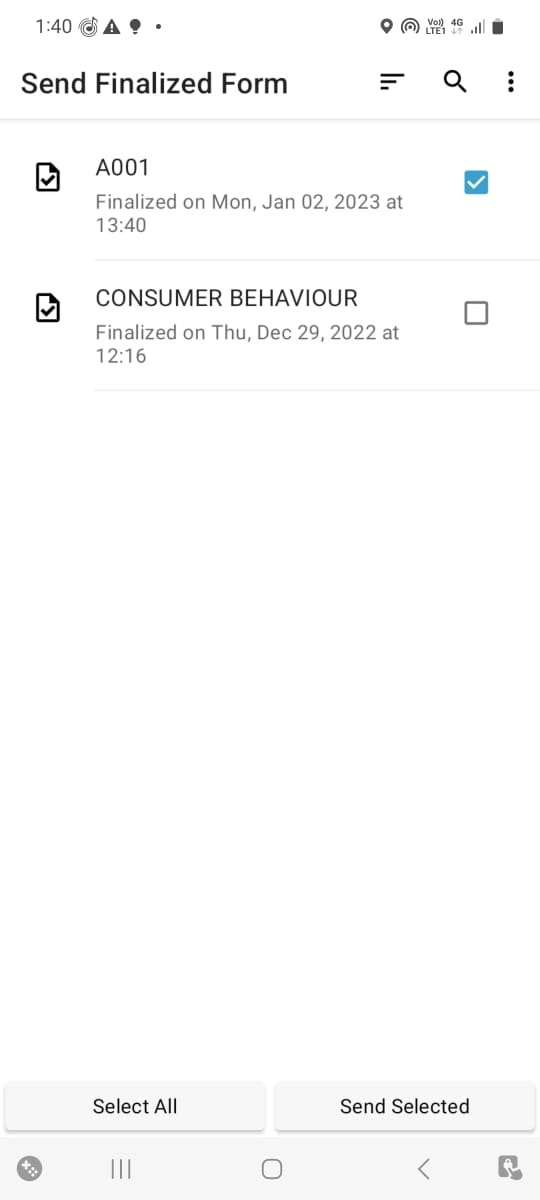 1:40
Vo)) 4G
LTE1
Send Finalized Form
A001
Finalized on Mon, Jan 02, 2023 at
13:40
CONSUMER BEHAVIOUR
Finalized on Thu, Dec 29, 2022 at
12:16
Select All
Send Selected